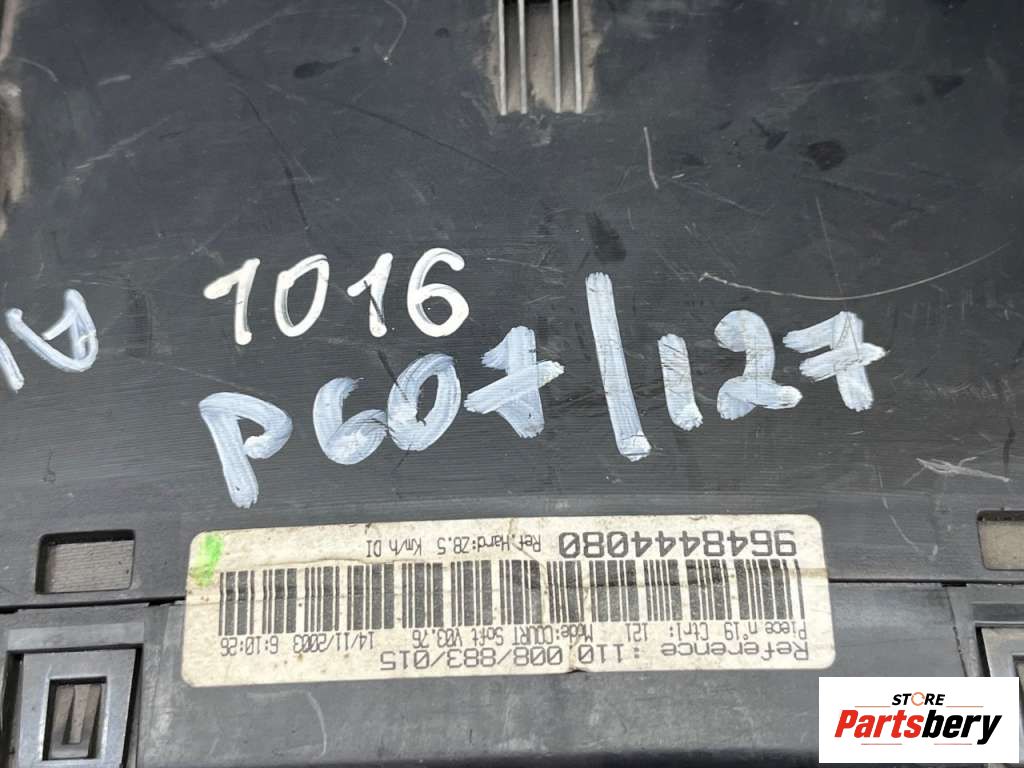 1016
P607/127
9648444080
Ref.Hard:Z8.5 Km/h DI
Piece n°19 Ctrl: 121 Mode:COURT Soft V03.76 14/11/2003 6:10:26
Reference :110 008/883/015
STORE
Partsbery